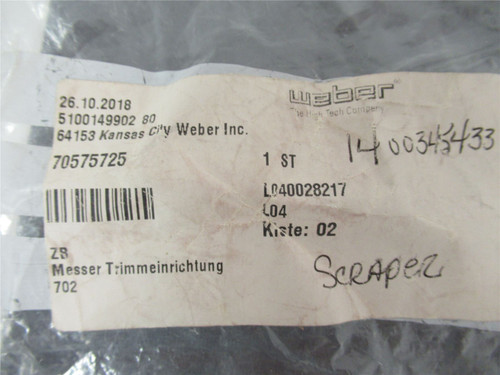 26.10.2018
5100149902 80
64153 Kansas City Weber Inc.
weber
70575725
1 ST
L040028217
L04
Kiste: 02
ZB
Messer Trimmeinrichtung
702
SCRAPER